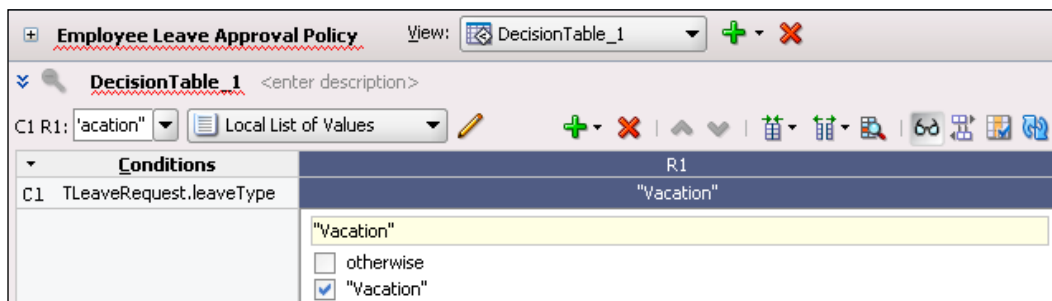 Employee Leave Approval Policy View: DecisionTable_1
DecisionTable_1 <enter description>
C1 R1: 'acation" Local List of Values
Conditions R1
C1 TLeaveRequest.leaveType "Vacation"
"Vacation"
otherwise
"Vacation"